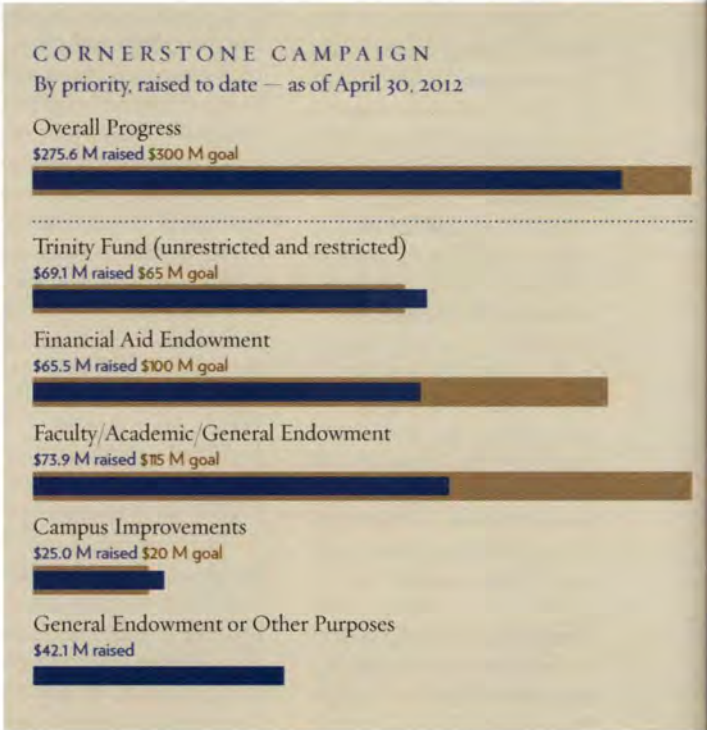 CORNERSTONE CAMPAIGN
By priority, raised to date — as of April 30, 2012
Overall Progress
$275.6 M raised $300 M goal
Trinity Fund (unrestricted and restricted)
$69.1 M raised $65 M goal
Financial Aid Endowment
$65.5 M raised $100 M goal
Faculty/Academic/General Endowment
$73.9 M raised $115 M goal
Campus Improvements
$25.0 M raised $20 M goal
General Endowment or Other Purposes
$42.1 M raised